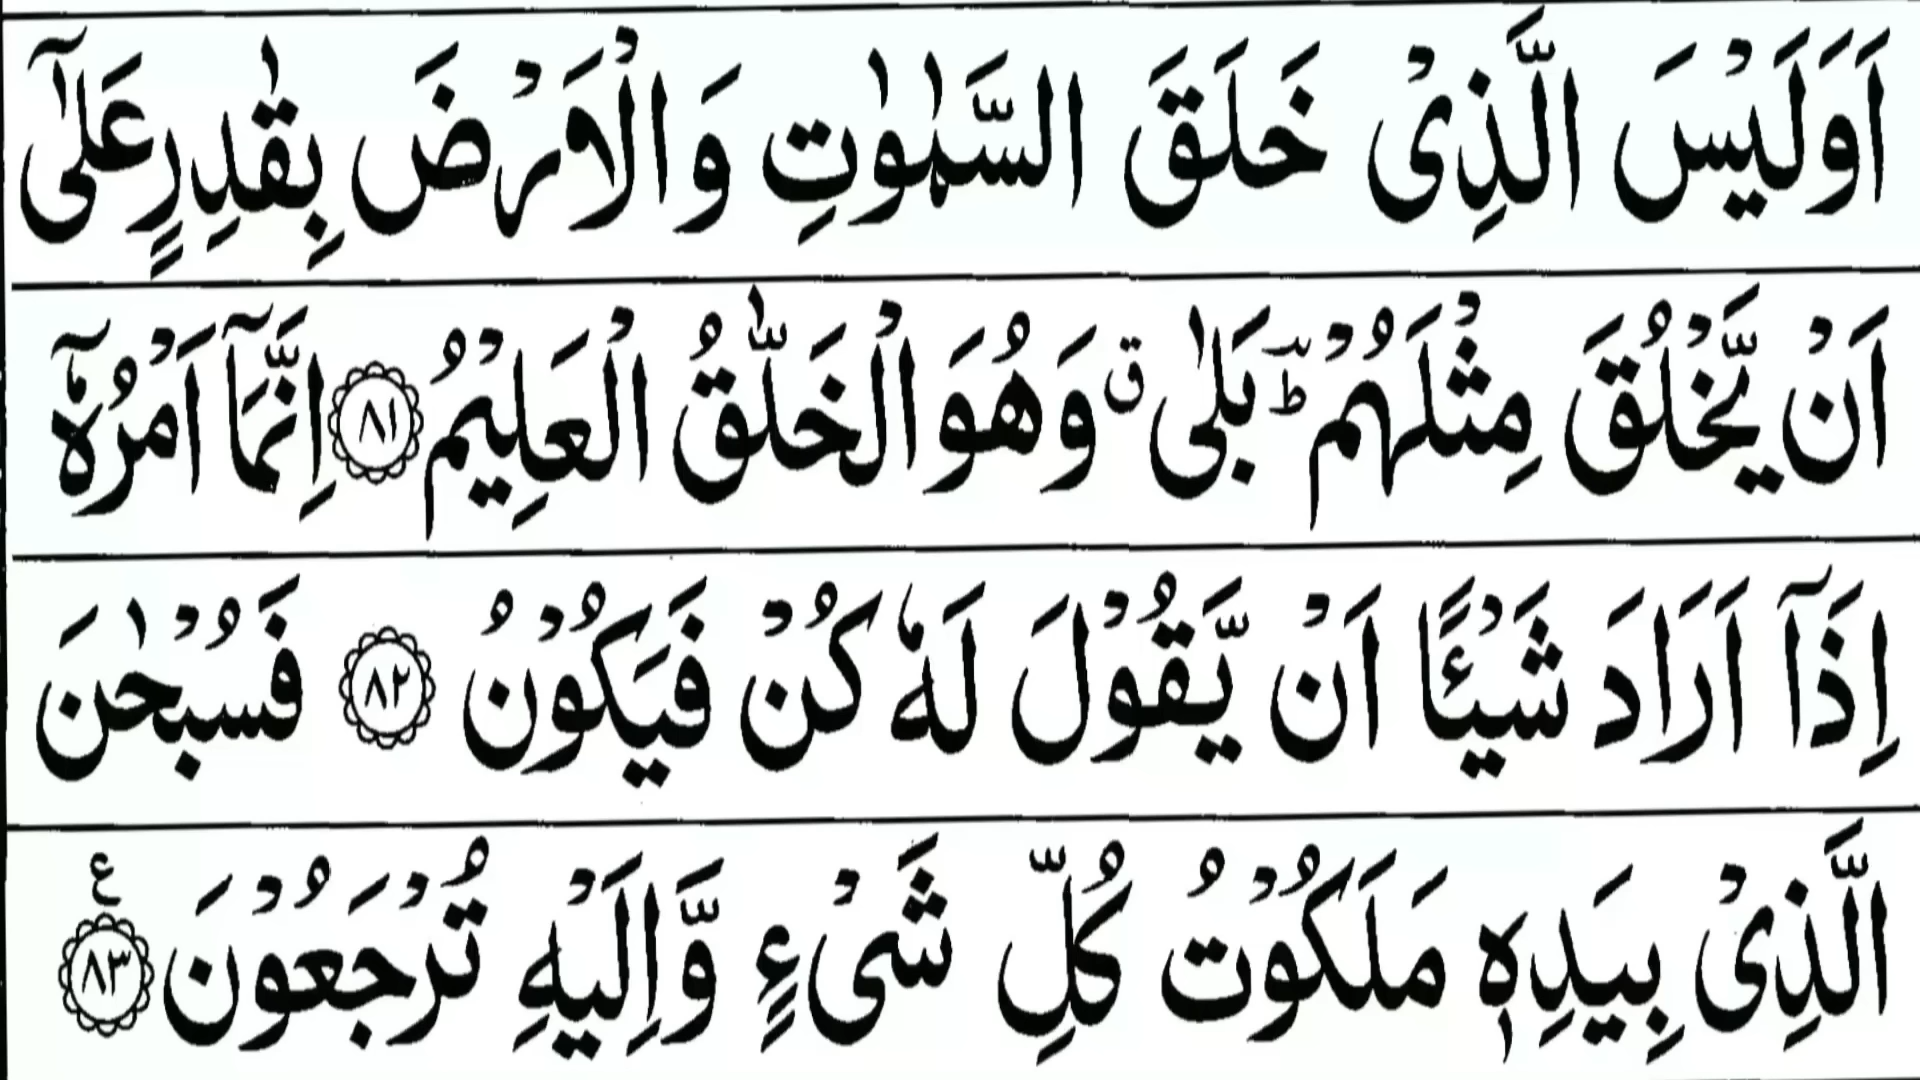 اَوَلَيْسَ الَّذِىْ خَلَقَ السَّمٰوٰتِ وَالْاَرْضَ بِقٰدِرٍ عَلٰٓى
اَنْ يَّخْلُقَ مِثْلَهُمْ ؕ بَلٰى ۗ وَهُوَ الْخَلّٰقُ الْعَلِيْمُ ﴿۸۱﴾ اِنَّمَآ اَمْرُهٗٓ
اِذَآ اَرَادَ شَيْـًٔا اَنْ يَّقُوْلَ لَهٗ كُنْ فَيَكُوْنُ ﴿۸۲﴾ فَسُبْحٰنَ
الَّذِىْ بِيَدِهٖ مَلَكُوْتُ كُلِّ شَىْءٍ وَّاِلَيْهِ تُرْجَعُوْنَ ﴿۸۳﴾ ع